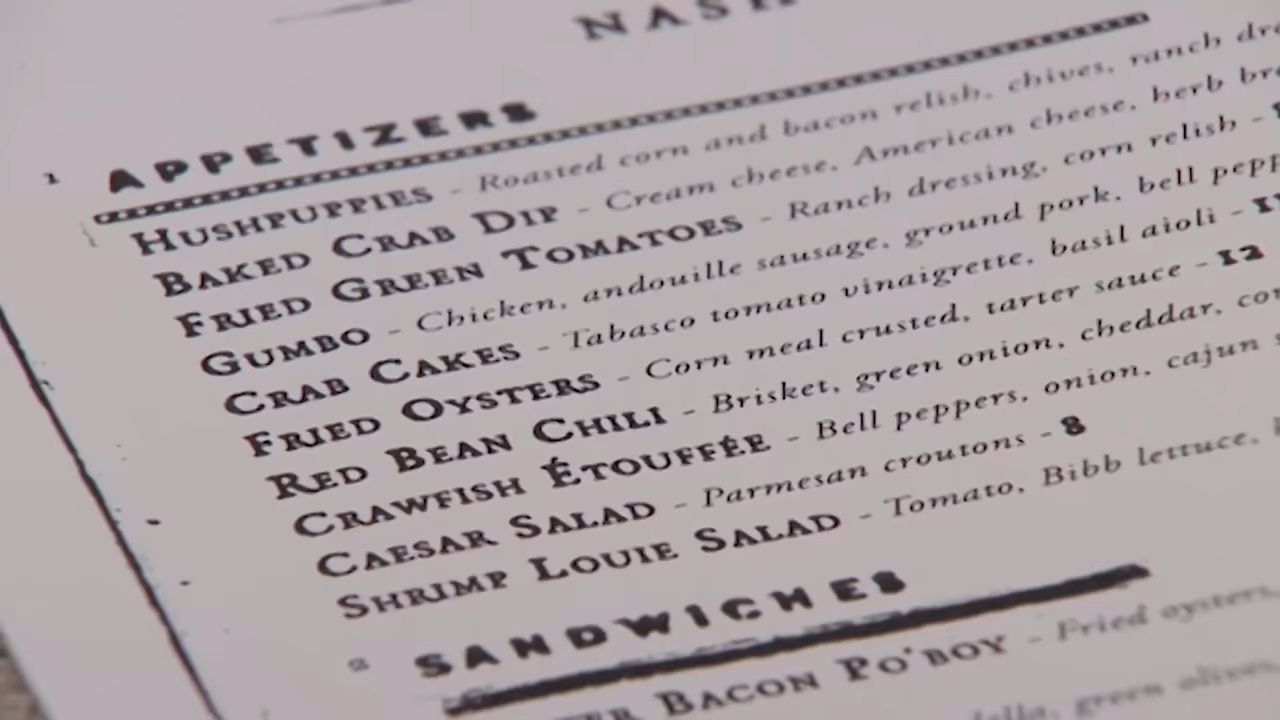 NASH
1 APPETIZERS
HUSHPUPPIES - Roasted corn and bacon relish, chives, ranch
BAKED CRAB DIP - Cream cheese, American cheese, herb
FRIED GREEN TOMATOES - Ranch dressing, corn relish -
GUMBO - Chicken, andouille sausage, ground pork, bell
CRAB CAKES - Tabasco tomato vinaigrette, basil aioli -
FRIED OYSTERS - Corn meal crusted, tarter sauce - 12
RED BEAN CHILI - Brisket, green onion, cheddar,
CRAWFISH ÉTOUFFÉE - Bell peppers, onion, cajun
CAESAR SALAD - Parmesan croutons - 8
SHRIMP LOUIE SALAD - Tomato, Bibb lettuce,
2 SANDWICHES
BACON PO'BOY - Fried oysters,
green olives,